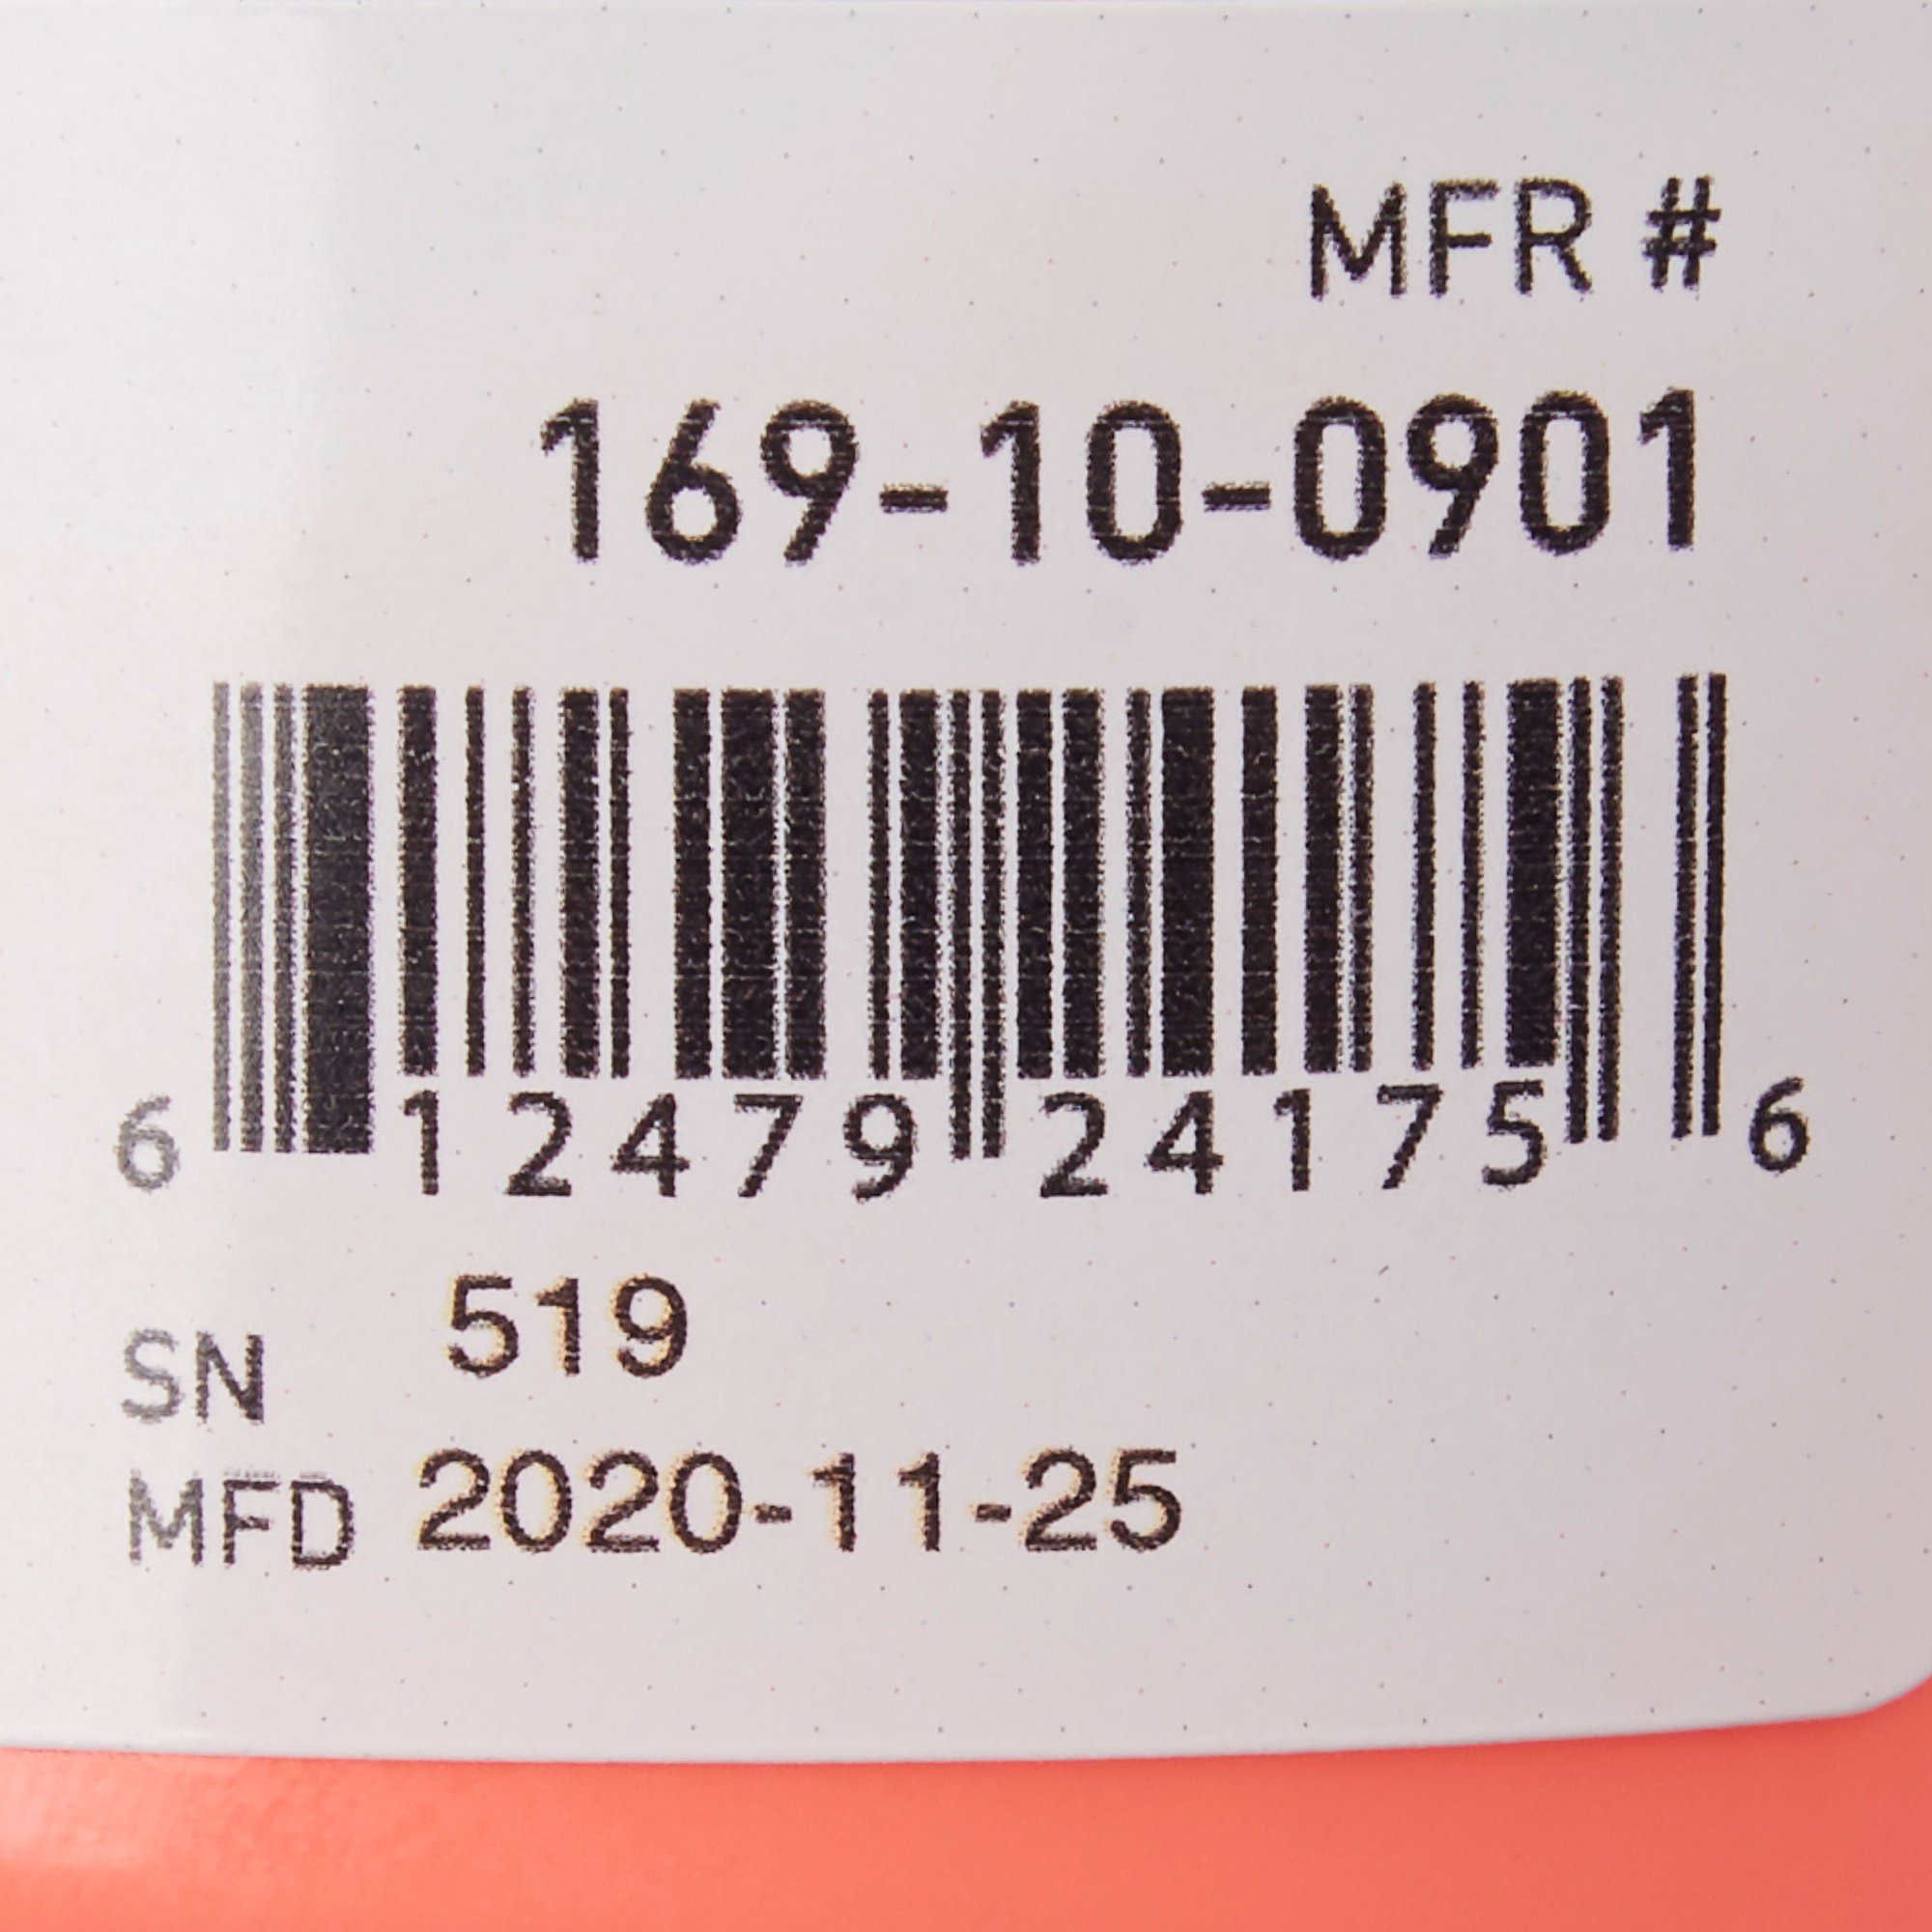 MFR #
169-10-0901
6 12479 24175 6
SN 519
MFD 2020-11-25